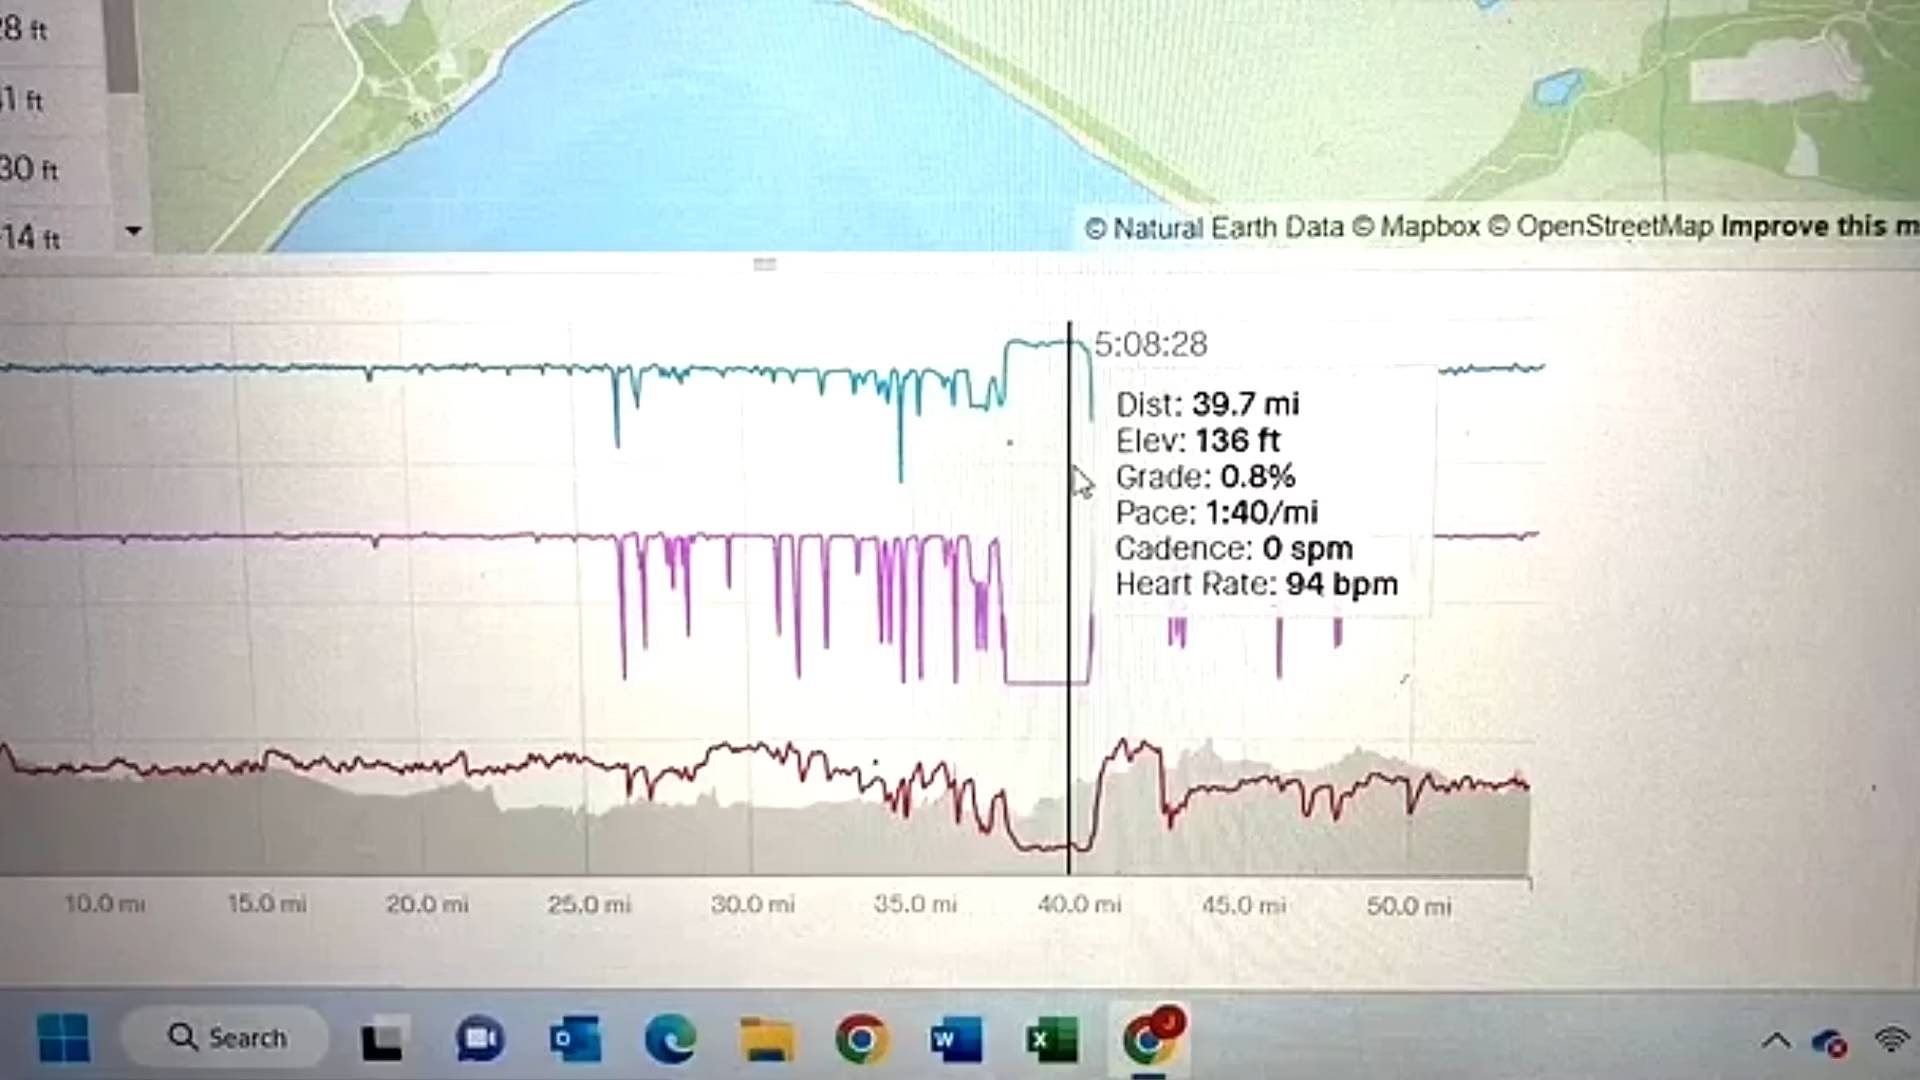 28 ft
41 ft
30 ft
-14 ft
© Natural Earth Data © Mapbox © OpenStreetMap Improve this m
5:08:28
Dist: 39.7 mi
Elev: 136 ft
Grade: 0.8%
Pace: 1:40/mi
Cadence: 0 spm
Heart Rate: 94 bpm
10.0 mi 15.0 mi 20.0 mi 25.0 mi 30.0 mi 35.0 mi 40.0 mi 45.0 mi 50.0 mi
Search